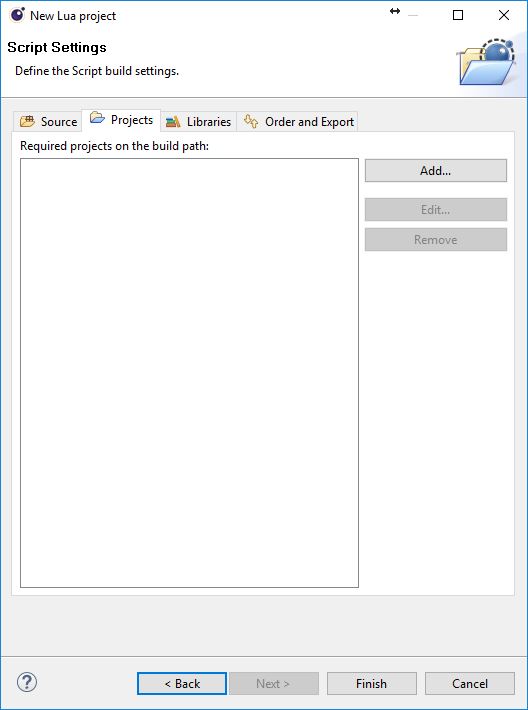 New Lua project
Script Settings
Define the Script build settings.
Source Projects Libraries Order and Export
Required projects on the build path:
Add...
Edit...
Remove
? < Back Next > Finish Cancel